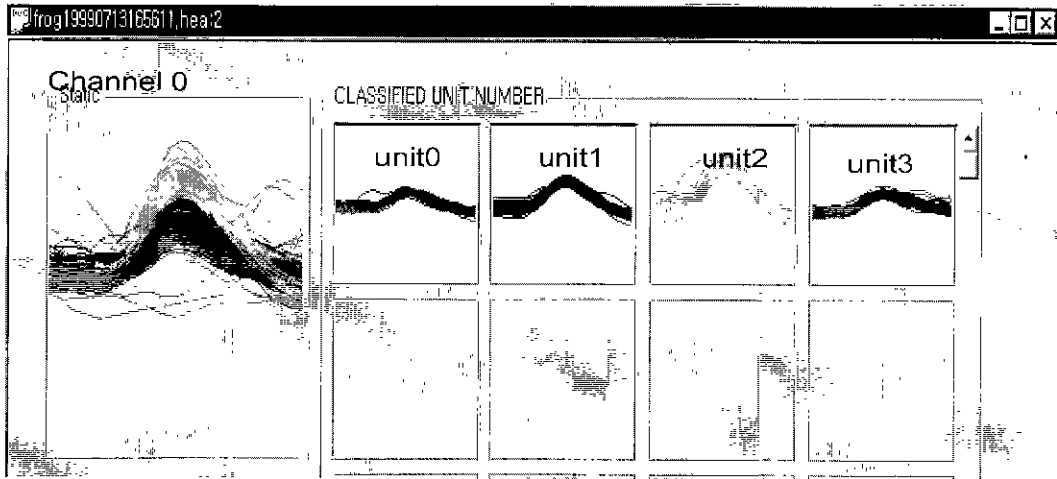 frog19990713165611,hea:2
Channel 0
Static
CLASSIFIED UNIT NUMBER
unit0
unit1
unit2
unit3